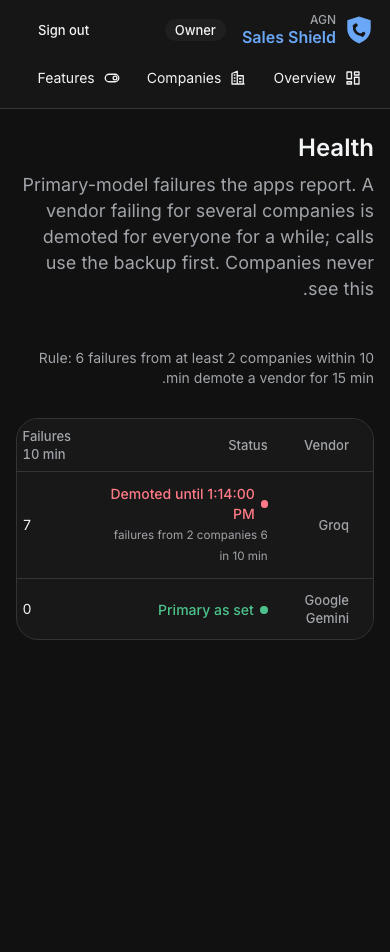 AGN
Sales Shield
Owner
Sign out
Overview
Companies
Features
Health
Primary-model failures the apps report. A
vendor failing for several companies is
demoted for everyone for a while; calls
use the backup first. Companies never
see this.
Rule: 6 failures from at least 2 companies within 10
min demote a vendor for 15 min.
Vendor
Status
Failures
10 min
Groq
Demoted until 1:14:00
PM
6 failures from 2 companies
in 10 min
7
Google
Gemini
Primary as set
0